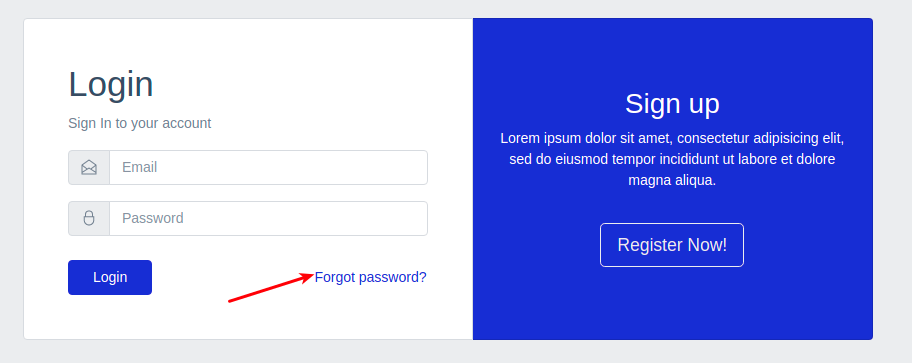 Login
Sign In to your account
Email
Password
Login
Forgot password?
Sign up
Lorem ipsum dolor sit amet, consectetur adipisicing elit,
sed do eiusmod tempor incididunt ut labore et dolore
magna aliqua.
Register Now!